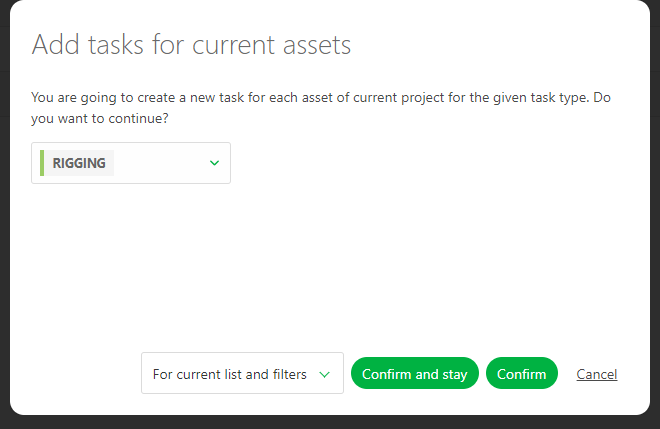 Add tasks for current assets
You are going to create a new task for each asset of current project for the given task type. Do
you want to continue?
RIGGING
For current list and filters
Confirm and stay
Confirm
Cancel